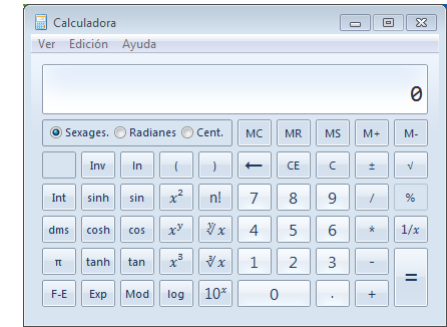 Calculadora
Ver Edición Ayuda
0
Sexages. Radianes Cent. MC MR MS M+ M-
Inv ln ( ) ← CE C ± √
Int sinh sin x² n! 7 8 9 / %
dms cosh cos xʸ ʸ√x 4 5 6 * 1/x
π tanh tan x³ ³√x 1 2 3 - =
F-E Exp Mod log 10ˣ 0 . +